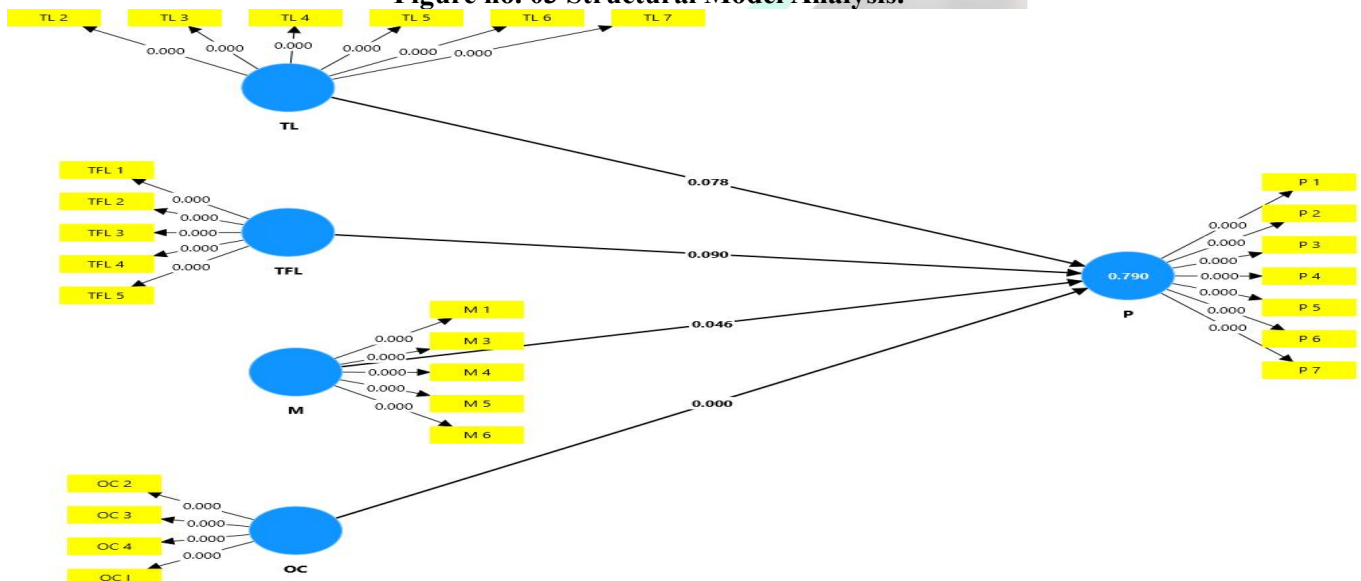 Figure no. 03 Structural Model Analysis.
TL 2 TL 3 TL 4 TL 5 TL 6 TL 7
0.000 0.000 0.000 0.000 0.000 0.000
TL
0.078
TFL 1
TFL 2
TFL 3
TFL 4
TFL 5
0.000
0.000
0.000
0.000
0.000
TFL
0.090
M 1
M 3
M 4
M 5
M 6
0.000
0.000
0.000
0.000
0.000
M
0.046
OC 2
OC 3
OC 4
OC I
0.000
0.000
0.000
0.000
OC
0.000
0.790
P
0.000
0.000
0.000
0.000
0.000
0.000
0.000
P 1
P 2
P 3
P 4
P 5
P 6
P 7